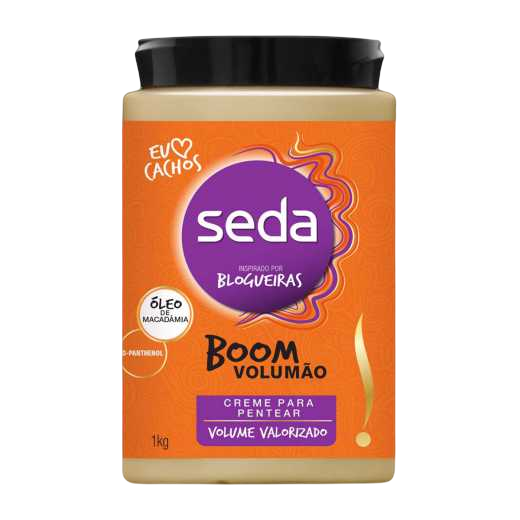 EU
CACHOS
seda
INSPIRADO POR
BLOGUEIRAS
ÓLEO
DE
MACADÂMIA
D-PANTHENOL
BOOM
VOLUMÃO
CREME PARA
PENTEAR
VOLUME VALORIZADO
1kg